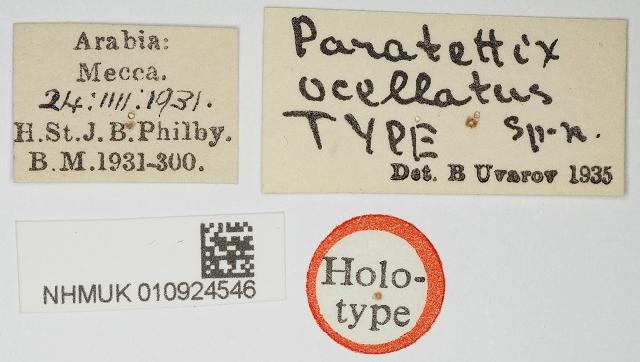 Arabia:
Mecca.
24:IIII:1931.
H.St.J.B.Philby.
B.M.1931-300.
Paratettix
ocellatus
TYPE sp.n.
Det. B Uvarov 1935
NHMUK 010924546
Holo-
type